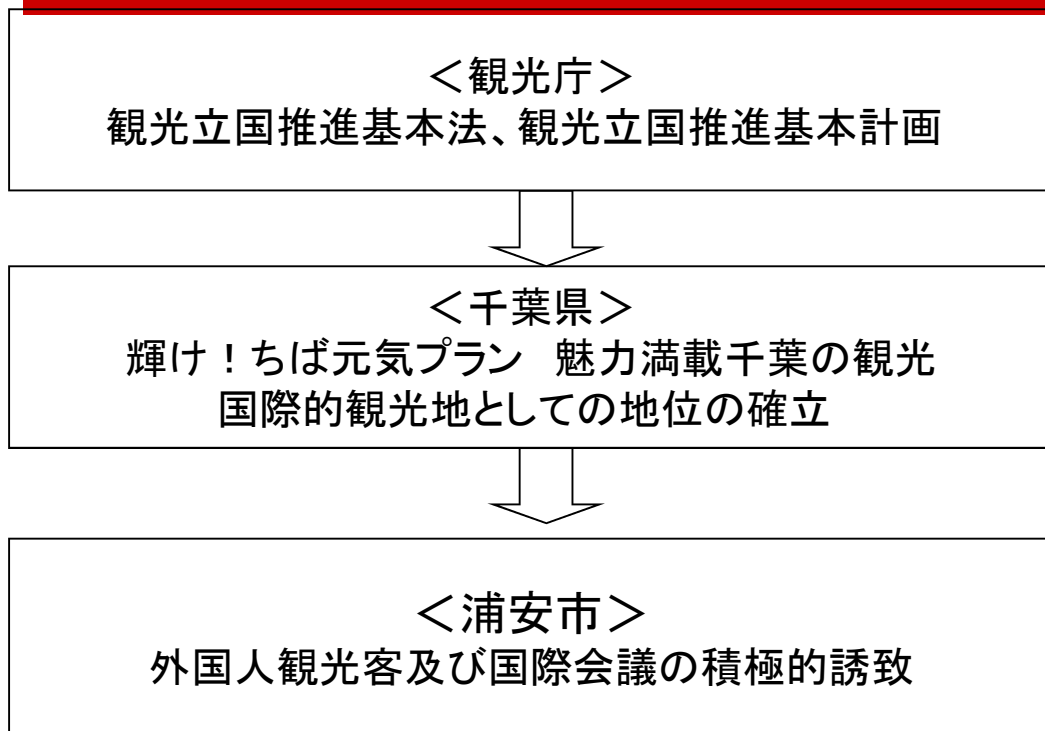 ＜観光庁＞
観光立国推進基本法、観光立国推進基本計画
＜千葉県＞
輝け！ちば元気プラン　魅力満載千葉の観光
国際的観光地としての地位の確立
＜浦安市＞
外国人観光客及び国際会議の積極的誘致